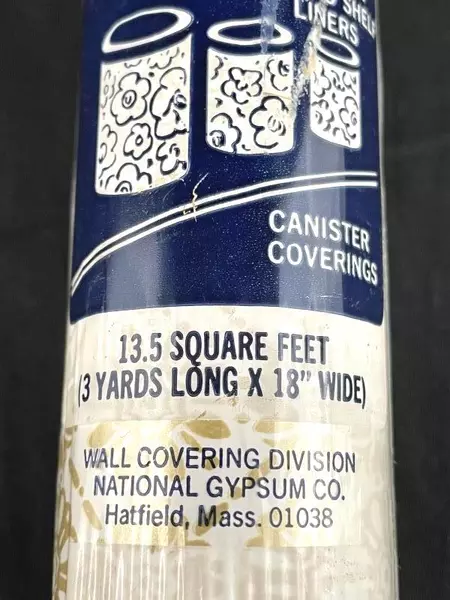 SHELF
LINERS
CANISTER
COVERINGS
13.5 SQUARE FEET
(3 YARDS LONG X 18" WIDE)
WALL COVERING DIVISION
NATIONAL GYPSUM CO.
Hatfield, Mass. 01038